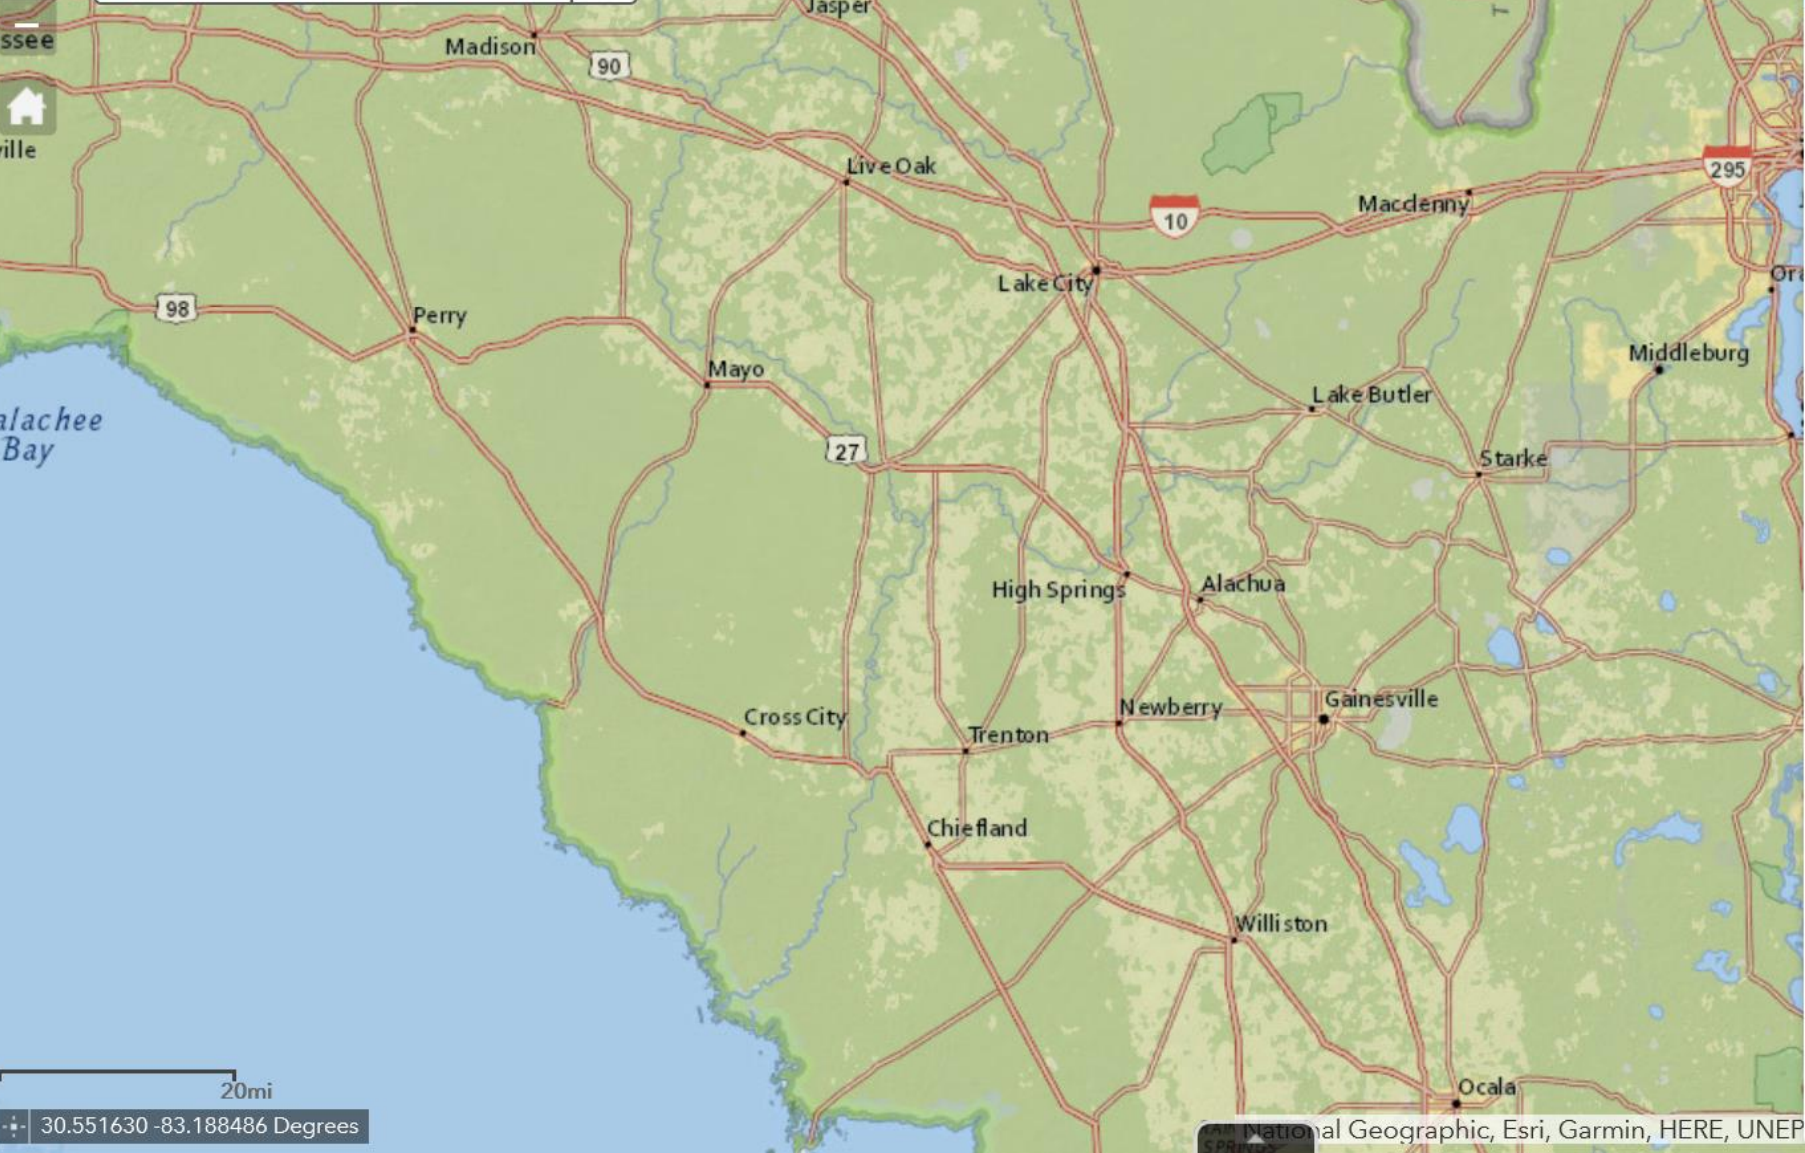 Jasper
T
ssee
Madison
90
ville
Live Oak
295
Macclenny
10
Lake City
Ora
98
Perry
Middleburg
Mayo
Lake Butler
alachee
Bay
27
Starke
High Springs
Alachua
Gainesville
Newberry
Cross City
Trenton
Chiefland
Williston
20mi
Ocala
30.551630 -83.188486 Degrees
National Geographic, Esri, Garmin, HERE, UNEP
SPRINGS